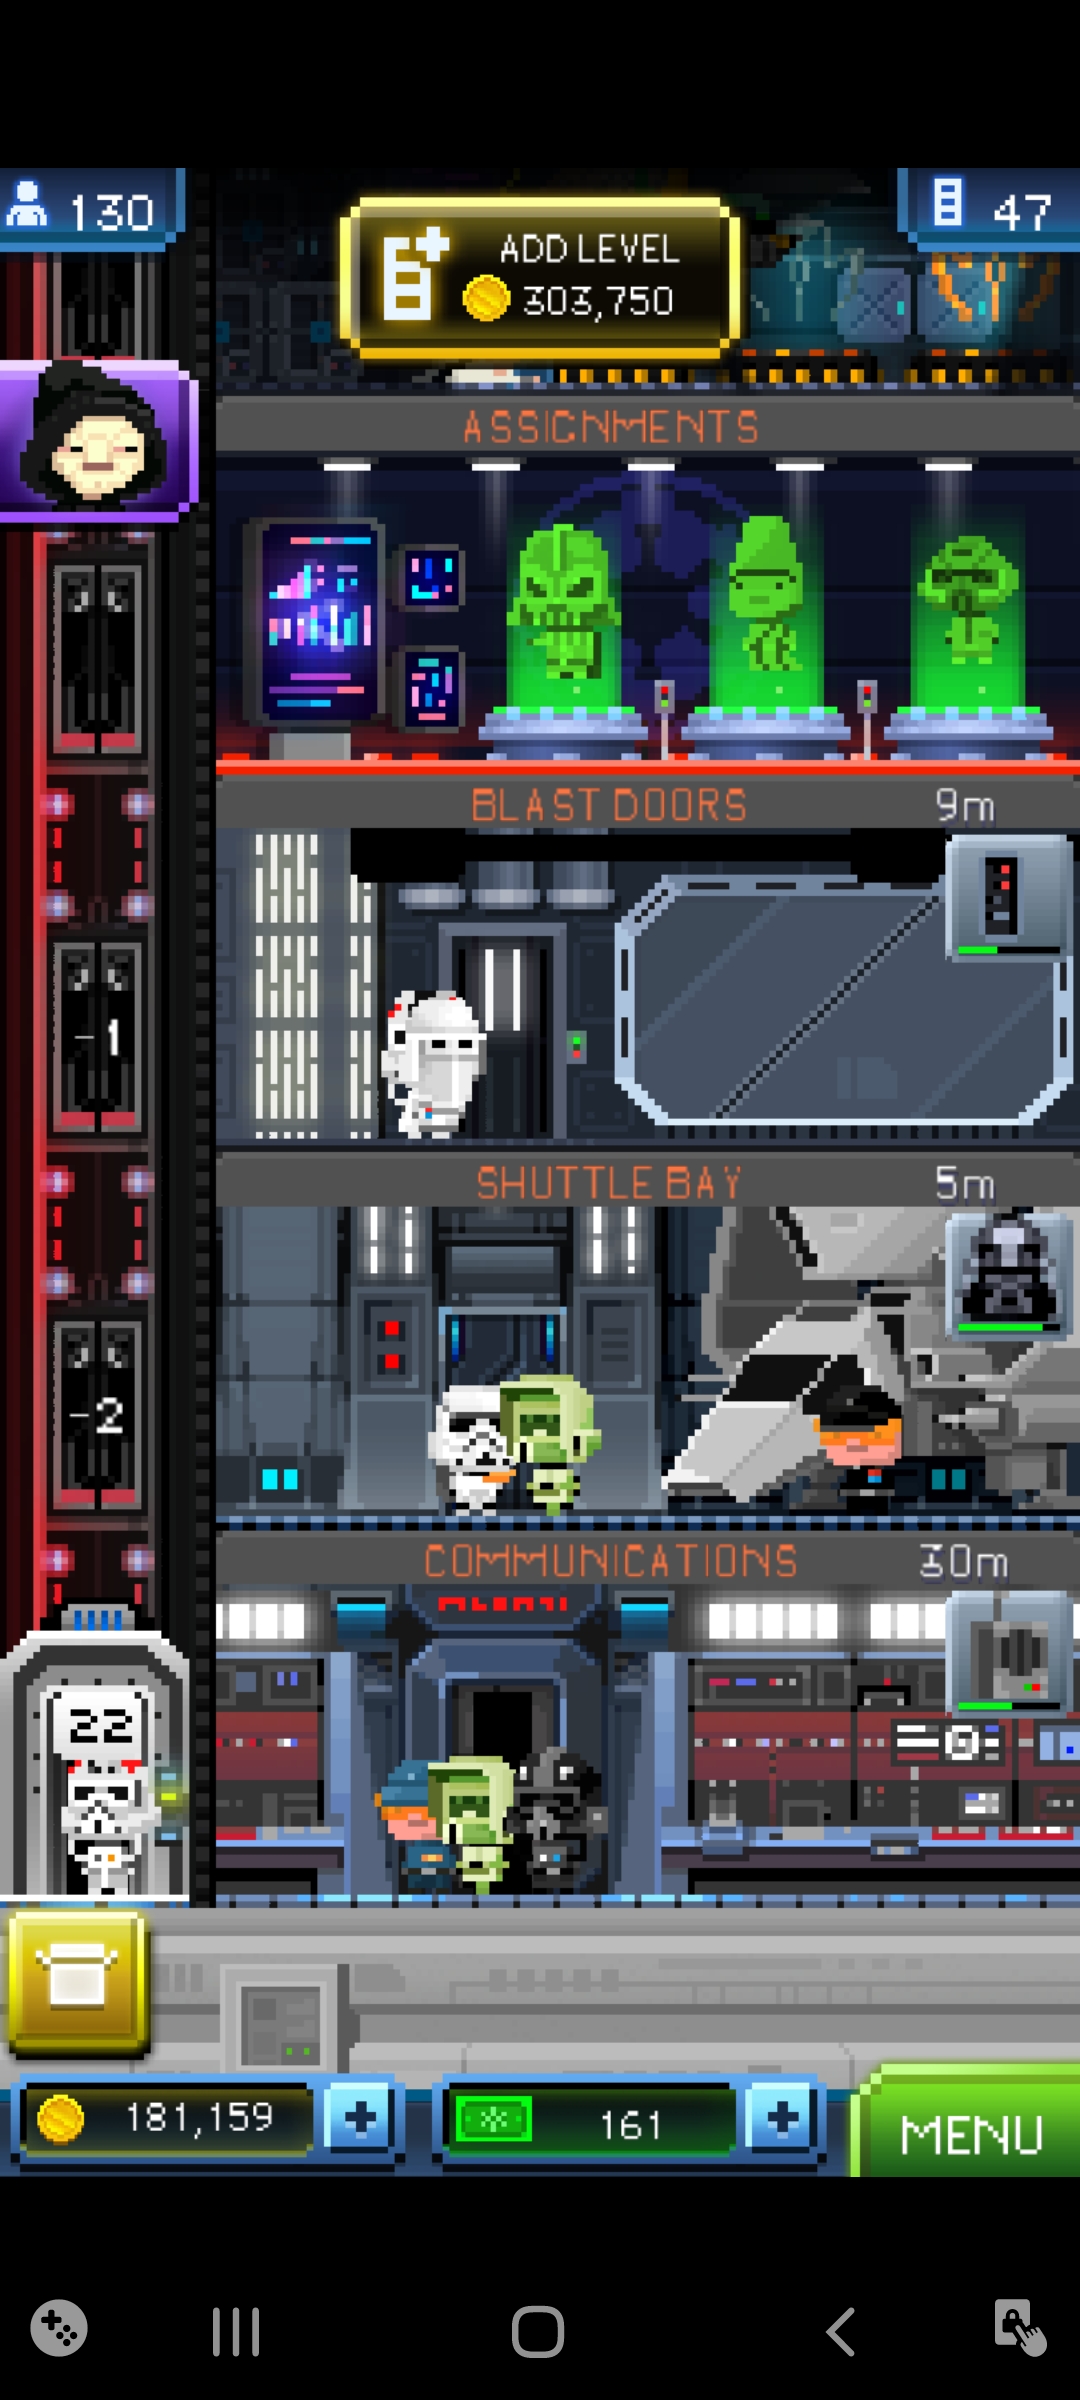 130
47
ADD LEVEL
303,750
ASSIGNMENTS
BLAST DOORS 9m
-1
SHUTTLE BAY 5m
-2
COMMUNICATIONS 30m
22
181,159
161
MENU